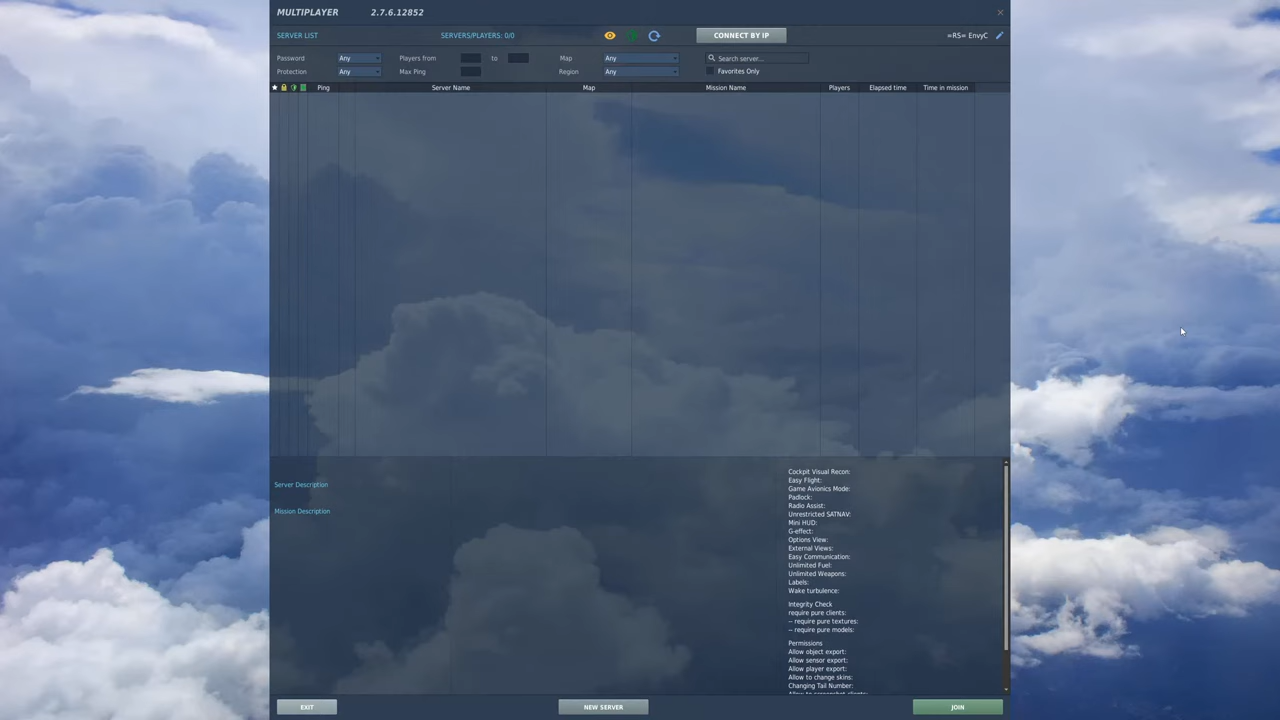 MULTIPLAYER 2.7.6.12852
SERVER LIST SERVERS/PLAYERS: 0/0 CONNECT BY IP =RS= EnvyC
Password Any Players from to Map Any Search server...
Protection Any Max Ping Region Any Favorites Only
Ping Server Name Map Mission Name Players Elapsed time Time in mission
Server Description
Mission Description
Cockpit Visual Recon:
Easy Flight:
Game Avionics Mode:
Padlock:
Radio Assist:
Unrestricted SATNAV:
Mini HUD:
G-effect:
Options View:
External Views:
Easy Communication:
Unlimited Fuel:
Unlimited Weapons:
Labels:
Wake turbulence:
Integrity Check
require pure clients:
-- require pure textures:
-- require pure models:
Permissions
Allow object export:
Allow sensor export:
Allow player export:
Allow to change skins:
Changing Tail Number:
EXIT NEW SERVER JOIN